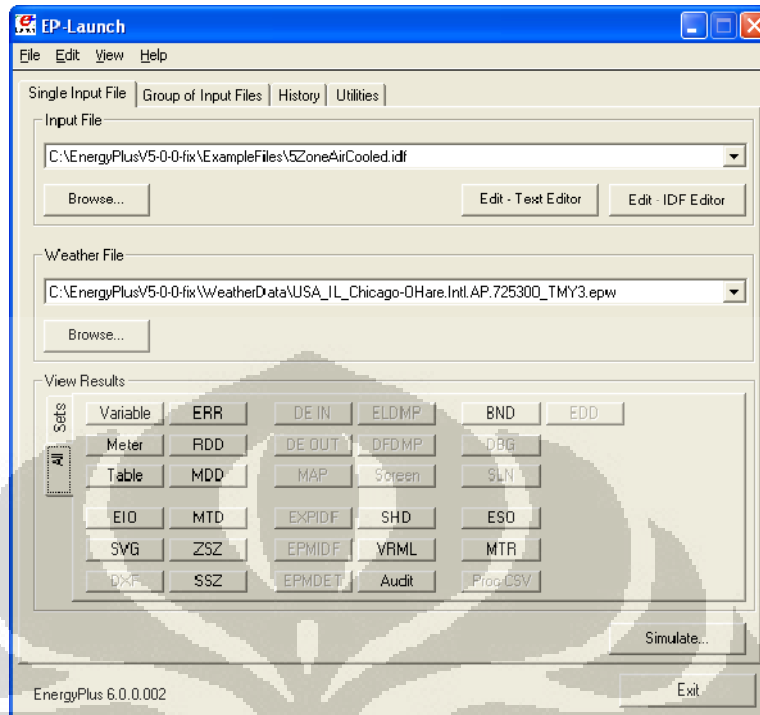 EP-Launch
File Edit View Help
Single Input File Group of Input Files History Utilities
Input File
C:\EnergyPlusV5-0-0-fix\ExampleFiles\5ZoneAirCooled.idf
Browse... Edit - Text Editor Edit - IDF Editor
Weather File
C:\EnergyPlusV5-0-0-fix\WeatherData\USA_IL_Chicago-OHare.Intl.AP.725300_TMY3.epw
Browse...
View Results
Sets
All
Variable ERR DE IN ELDMP BND EDD
Meter RDD DE OUT DFDMP DBG
Table MDD MAP Screen SLN
EIO MTD EXPIDF SHD ESO
SVG ZSZ EPMIDF VRML MTR
DXF SSZ EPMDET Audit Proc CSV
Simulate...
EnergyPlus 6.0.0.002 Exit